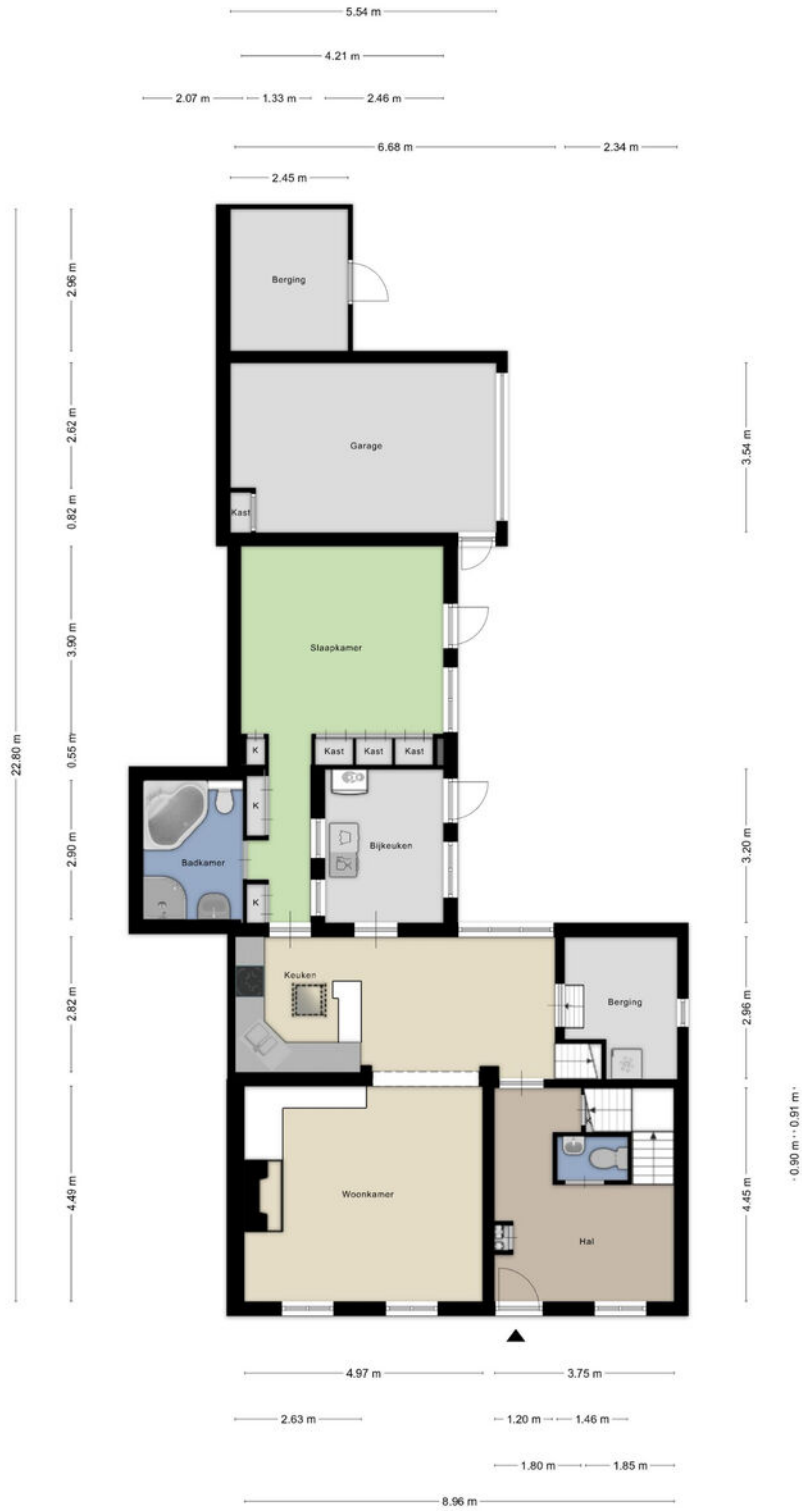 5.54 m
4.21 m
2.07 m
1.33 m
2.46 m
6.68 m
2.34 m
2.45 m
22.80 m
2.96 m
Berging
2.62 m
Garage
3.54 m
0.82 m
Kast
3.90 m
Slaapkamer
0.55 m
K
Kast
Kast
Kast
K
2.90 m
Badkamer
Bijkeuken
3.20 m
K
2.82 m
Keuken
Berging
2.96 m
4.49 m
Woonkamer
Hal
4.45 m
0.90 m
0.91 m
4.97 m
3.75 m
2.63 m
1.20 m
1.46 m
1.80 m
1.85 m
8.96 m